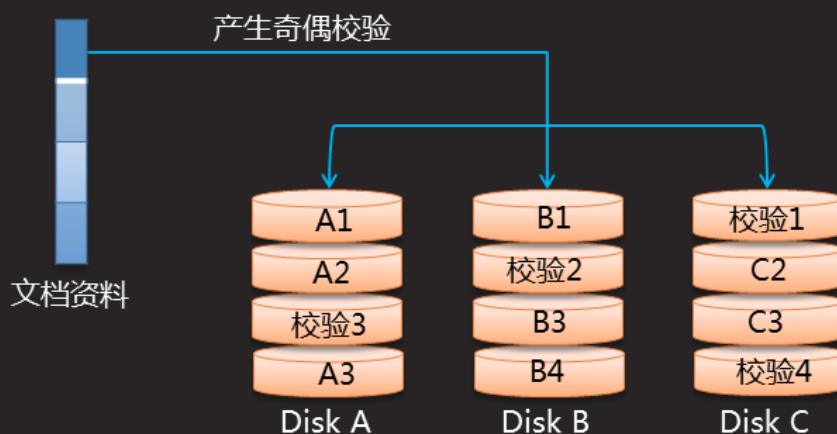 产生奇偶校验
文档资料
A1 B1 校验1
A2 校验2 C2
校验3 B3 C3
A3 B4 校验4
Disk A Disk B Disk C